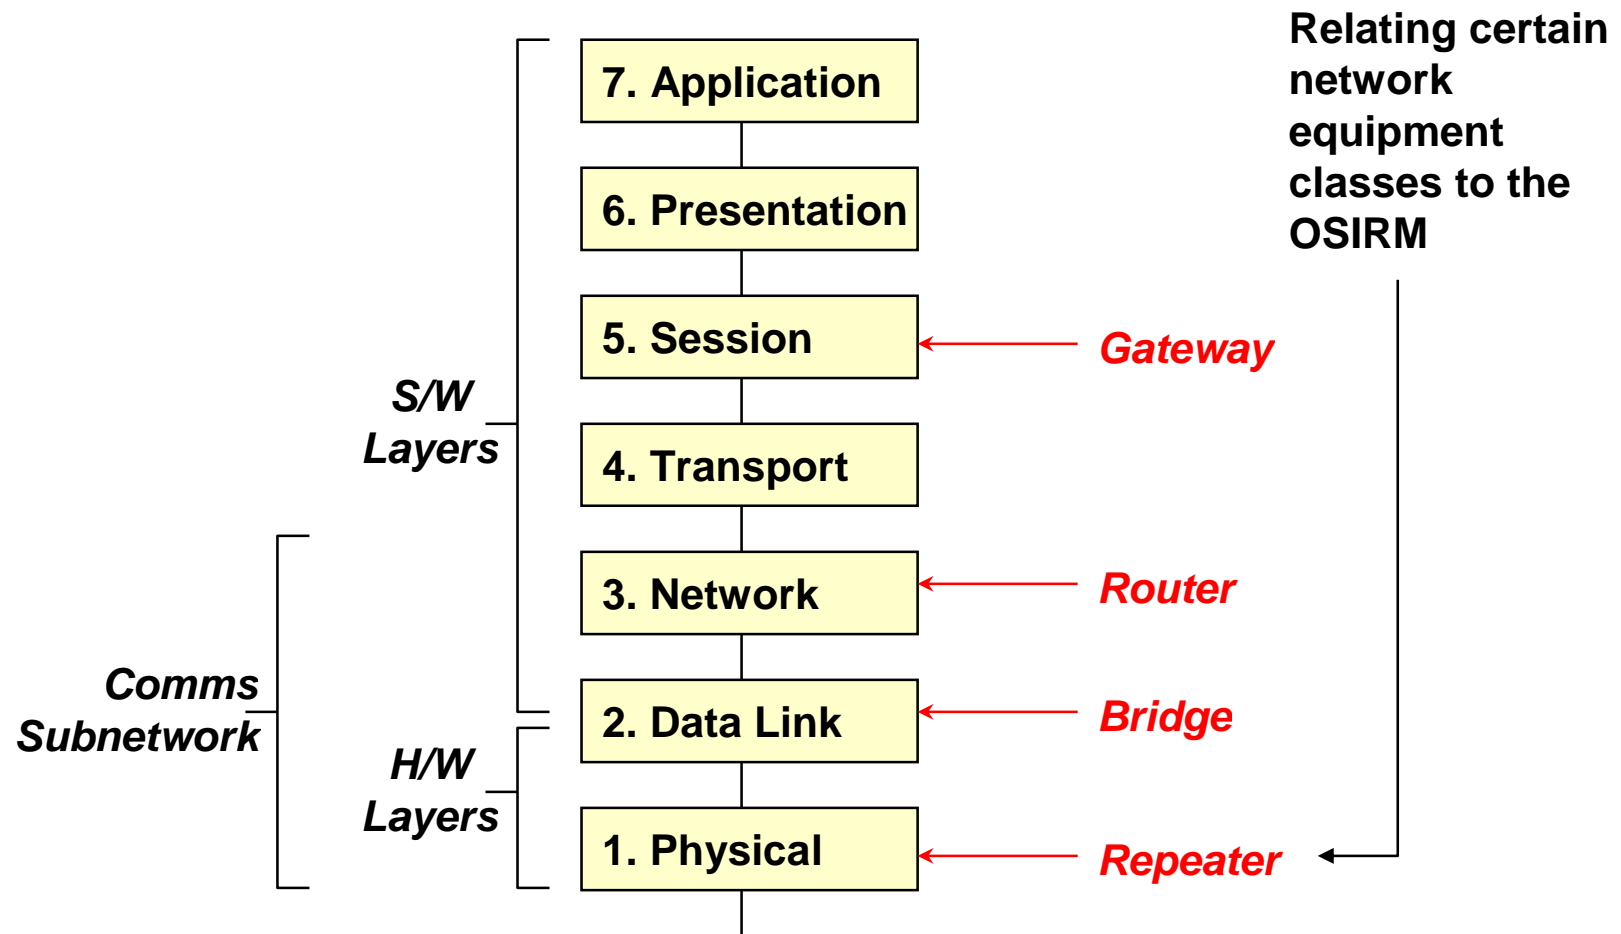 Relating certain
network
equipment
classes to the
OSIRM
7. Application
6. Presentation
5. Session
Gateway
S/W
Layers
4. Transport
3. Network
Router
Comms
Subnetwork
2. Data Link
Bridge
H/W
Layers
1. Physical
Repeater